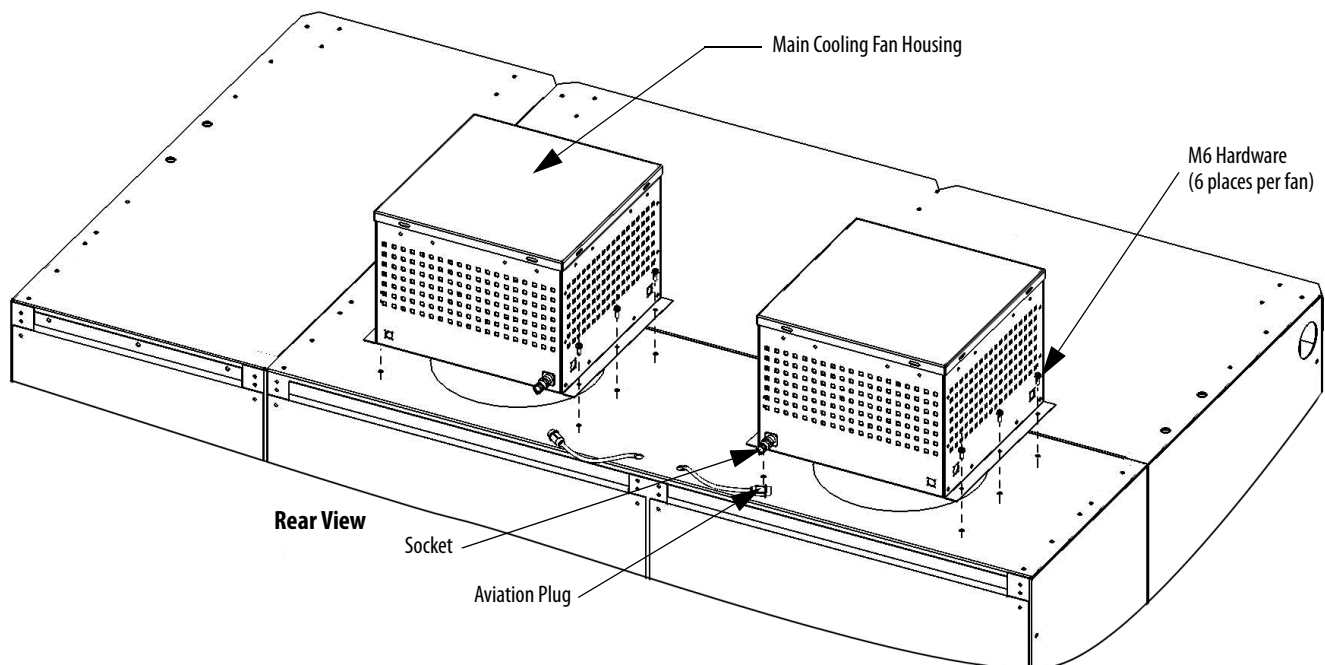 Main Cooling Fan Housing
M6 Hardware
(6 places per fan)
Rear View
Socket
Aviation Plug